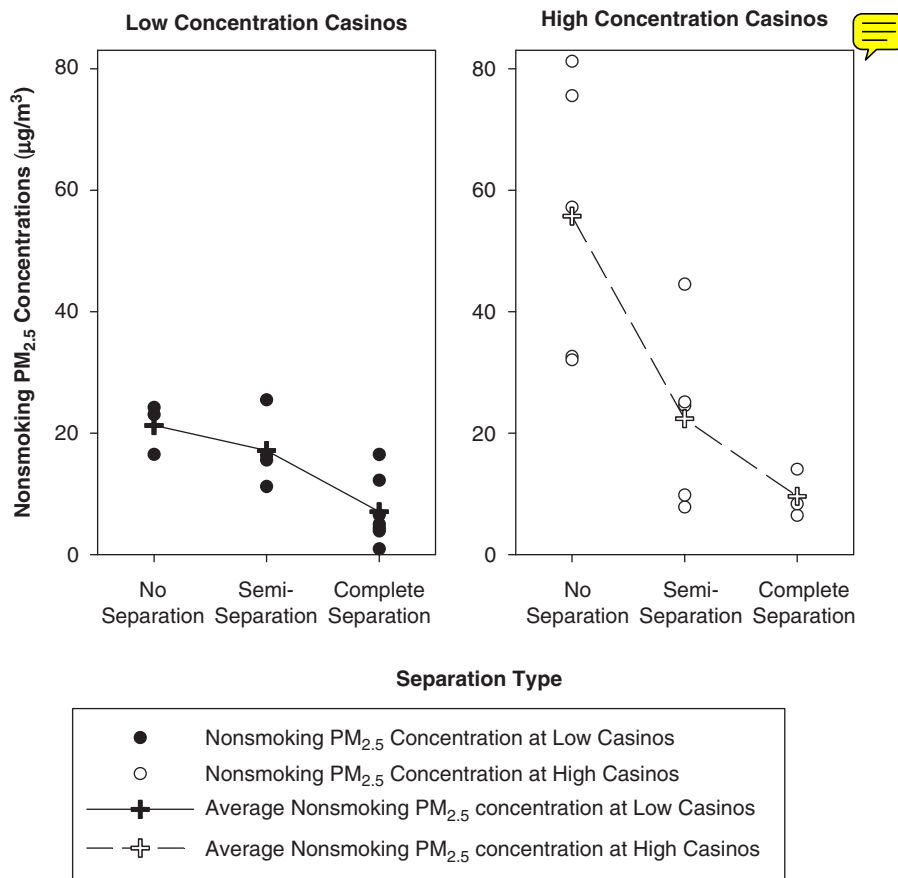 Low Concentration Casinos
High Concentration Casinos
Nonsmoking PM2.5 Concentrations (µg/m³)
80
60
40
20
0
No Separation
Semi-Separation
Complete Separation
80
60
40
20
0
No Separation
Semi-Separation
Complete Separation
Separation Type
Nonsmoking PM2.5 Concentration at Low Casinos
Nonsmoking PM2.5 Concentration at High Casinos
Average Nonsmoking PM2.5 concentration at Low Casinos
Average Nonsmoking PM2.5 concentration at High Casinos